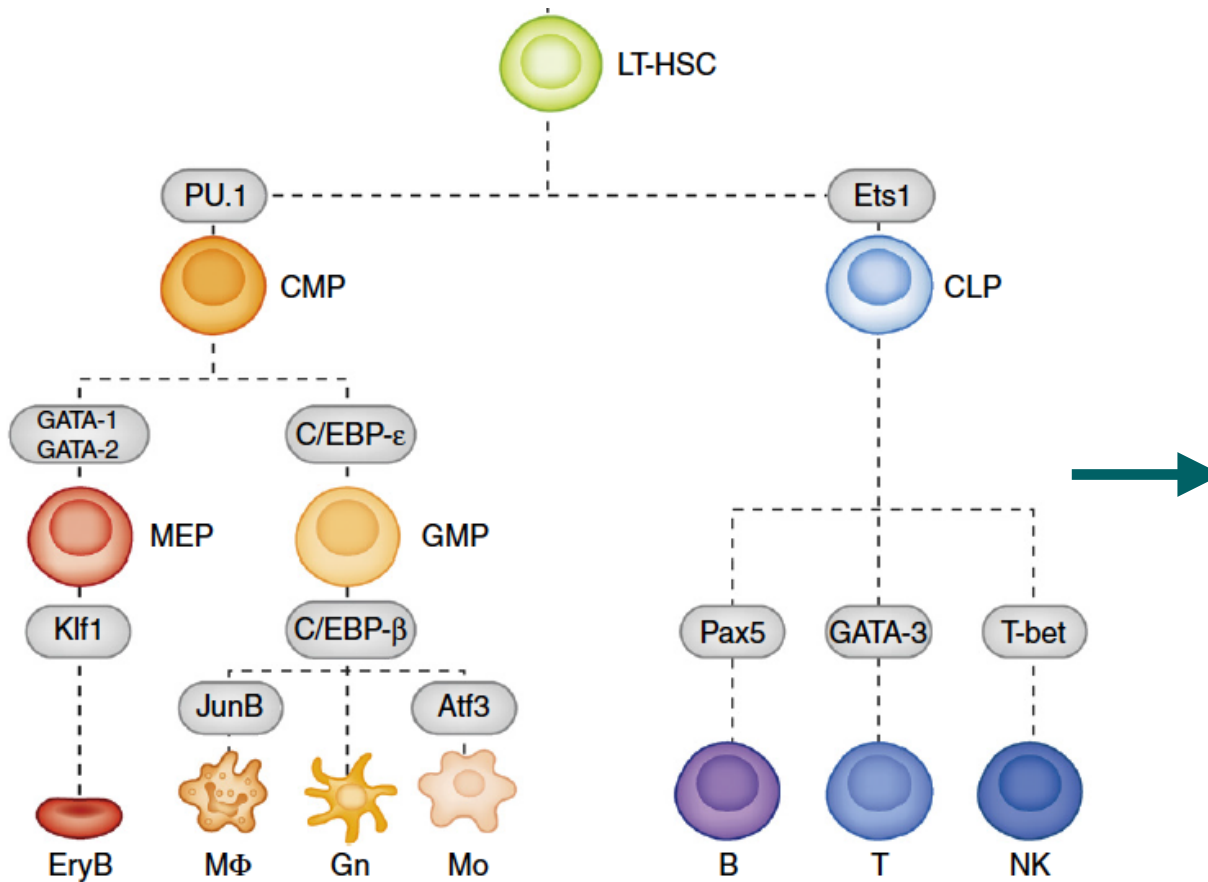 LT-HSC
PU.1
Ets1
CMP
CLP
GATA-1
GATA-2
C/EBP-ε
MEP
GMP
Klf1
C/EBP-β
Pax5
GATA-3
T-bet
JunB
Atf3
EryB
MΦ
Gn
Mo
B
T
NK